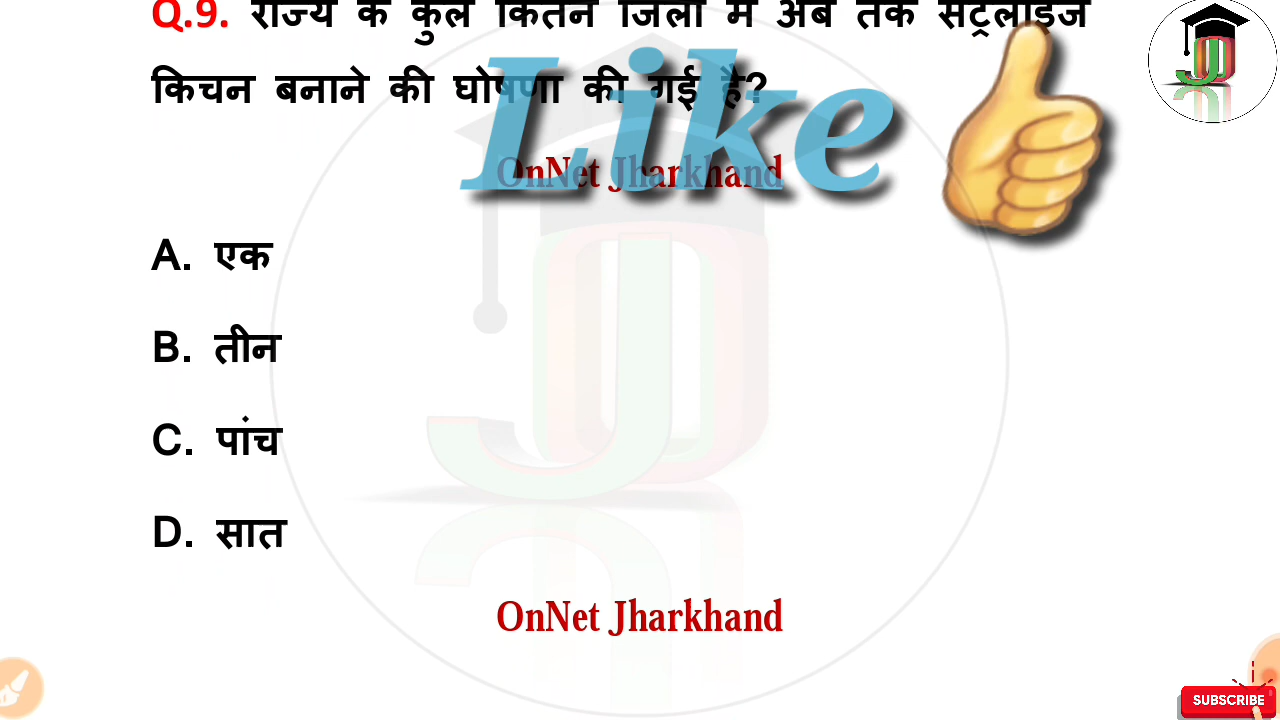 Q.9. राज्य के कुल कितने जिलों में अब तक सेंट्रलाइज
किचन बनाने की घोषणा की गई है?
Like
OnNet Jharkhand
A. एक
B. तीन
C. पांच
D. सात
OnNet Jharkhand
SUBSCRIBE